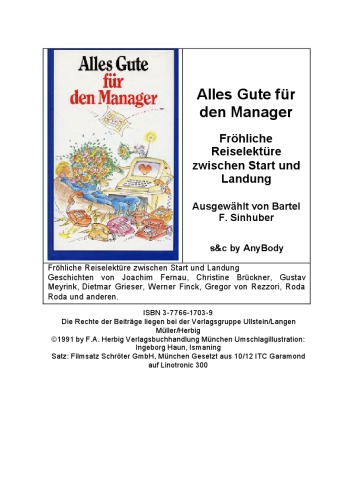 Alles Gute
für
den Manager
Alles Gute für
den Manager
Fröhliche
Reiselektüre
zwischen Start und
Landung
Ausgewählt von Bartel
F. Sinhuber
s&c by AnyBody
Fröhliche Reiselektüre zwischen Start und Landung
Geschichten von Joachim Fernau, Christine Brückner, Gustav
Meyrink, Dietmar Grieser, Werner Finck, Gregor von Rezzori, Roda
Roda und anderen.
ISBN 3-7766-1703-9
Die Rechte der Beiträge liegen bei der Verlagsgruppe Ullstein/Langen
Müller/Herbig
©1991 by F.A. Herbig Verlagsbuchhandlung München Umschlagillustration:
Ingeborg Haun, Ismaning
Satz: Filmsatz Schröter GmbH, München Gesetzt aus 10/12 ITC Garamond
auf Linotronic 300